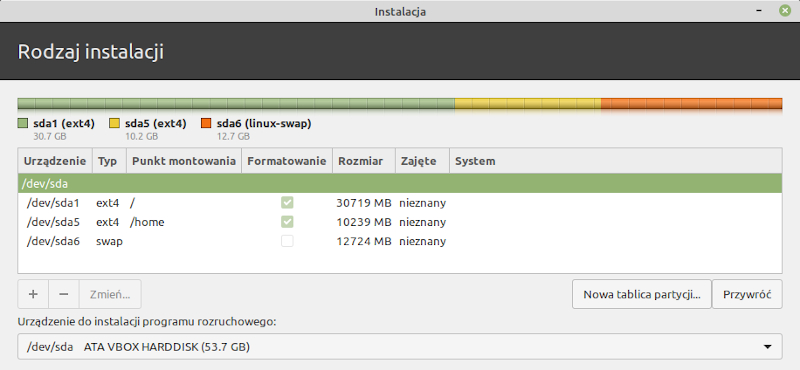 Instalacja
Rodzaj instalacji
sda1 (ext4) sda5 (ext4) sda6 (linux-swap)
30.7 GB 10.2 GB 12.7 GB
Urządzenie Typ Punkt montowania Formatowanie Rozmiar Zajęte System
/dev/sda
/dev/sda1 ext4 / 30719 MB nieznany
/dev/sda5 ext4 /home 10239 MB nieznany
/dev/sda6 swap 12724 MB nieznany
+ − Zmień... Nowa tablica partycji... Przywróć
Urządzenie do instalacji programu rozruchowego:
/dev/sda ATA VBOX HARDDISK (53.7 GB)